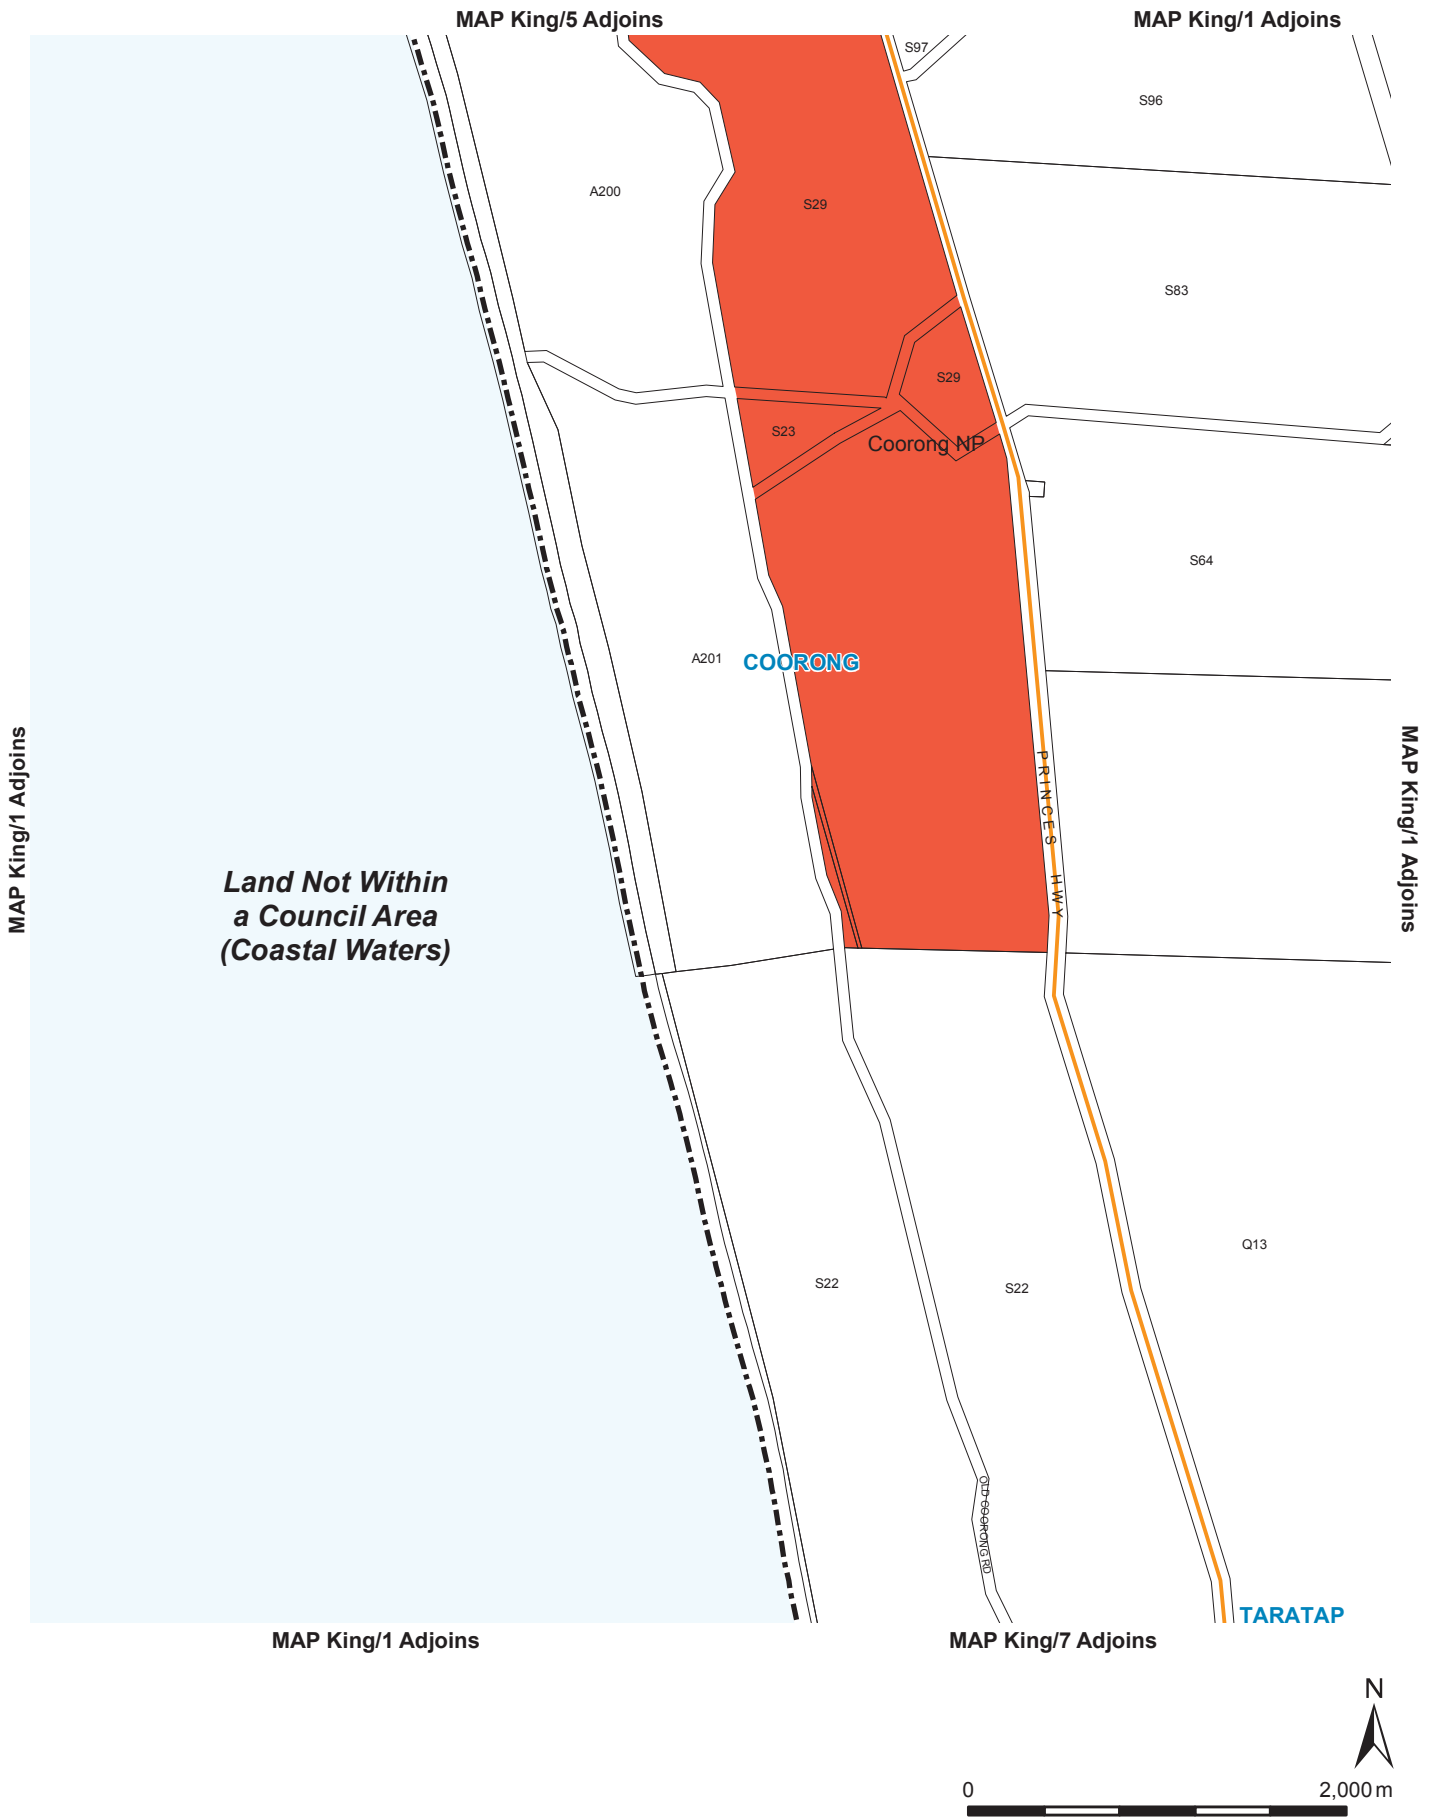 MAP King/5 Adjoins
MAP King/1 Adjoins
S97
S96
A200
S29
S83
S29
S23
Coorong NP
S64
A201
COORONG
MAP King/1 Adjoins
MAP King/1 Adjoins
PRINCES HWY
Land Not Within
a Council Area
(Coastal Waters)
Q13
S22
S22
OLD COORONG RD
TARATAP
MAP King/1 Adjoins
MAP King/7 Adjoins
N
0
2,000 m